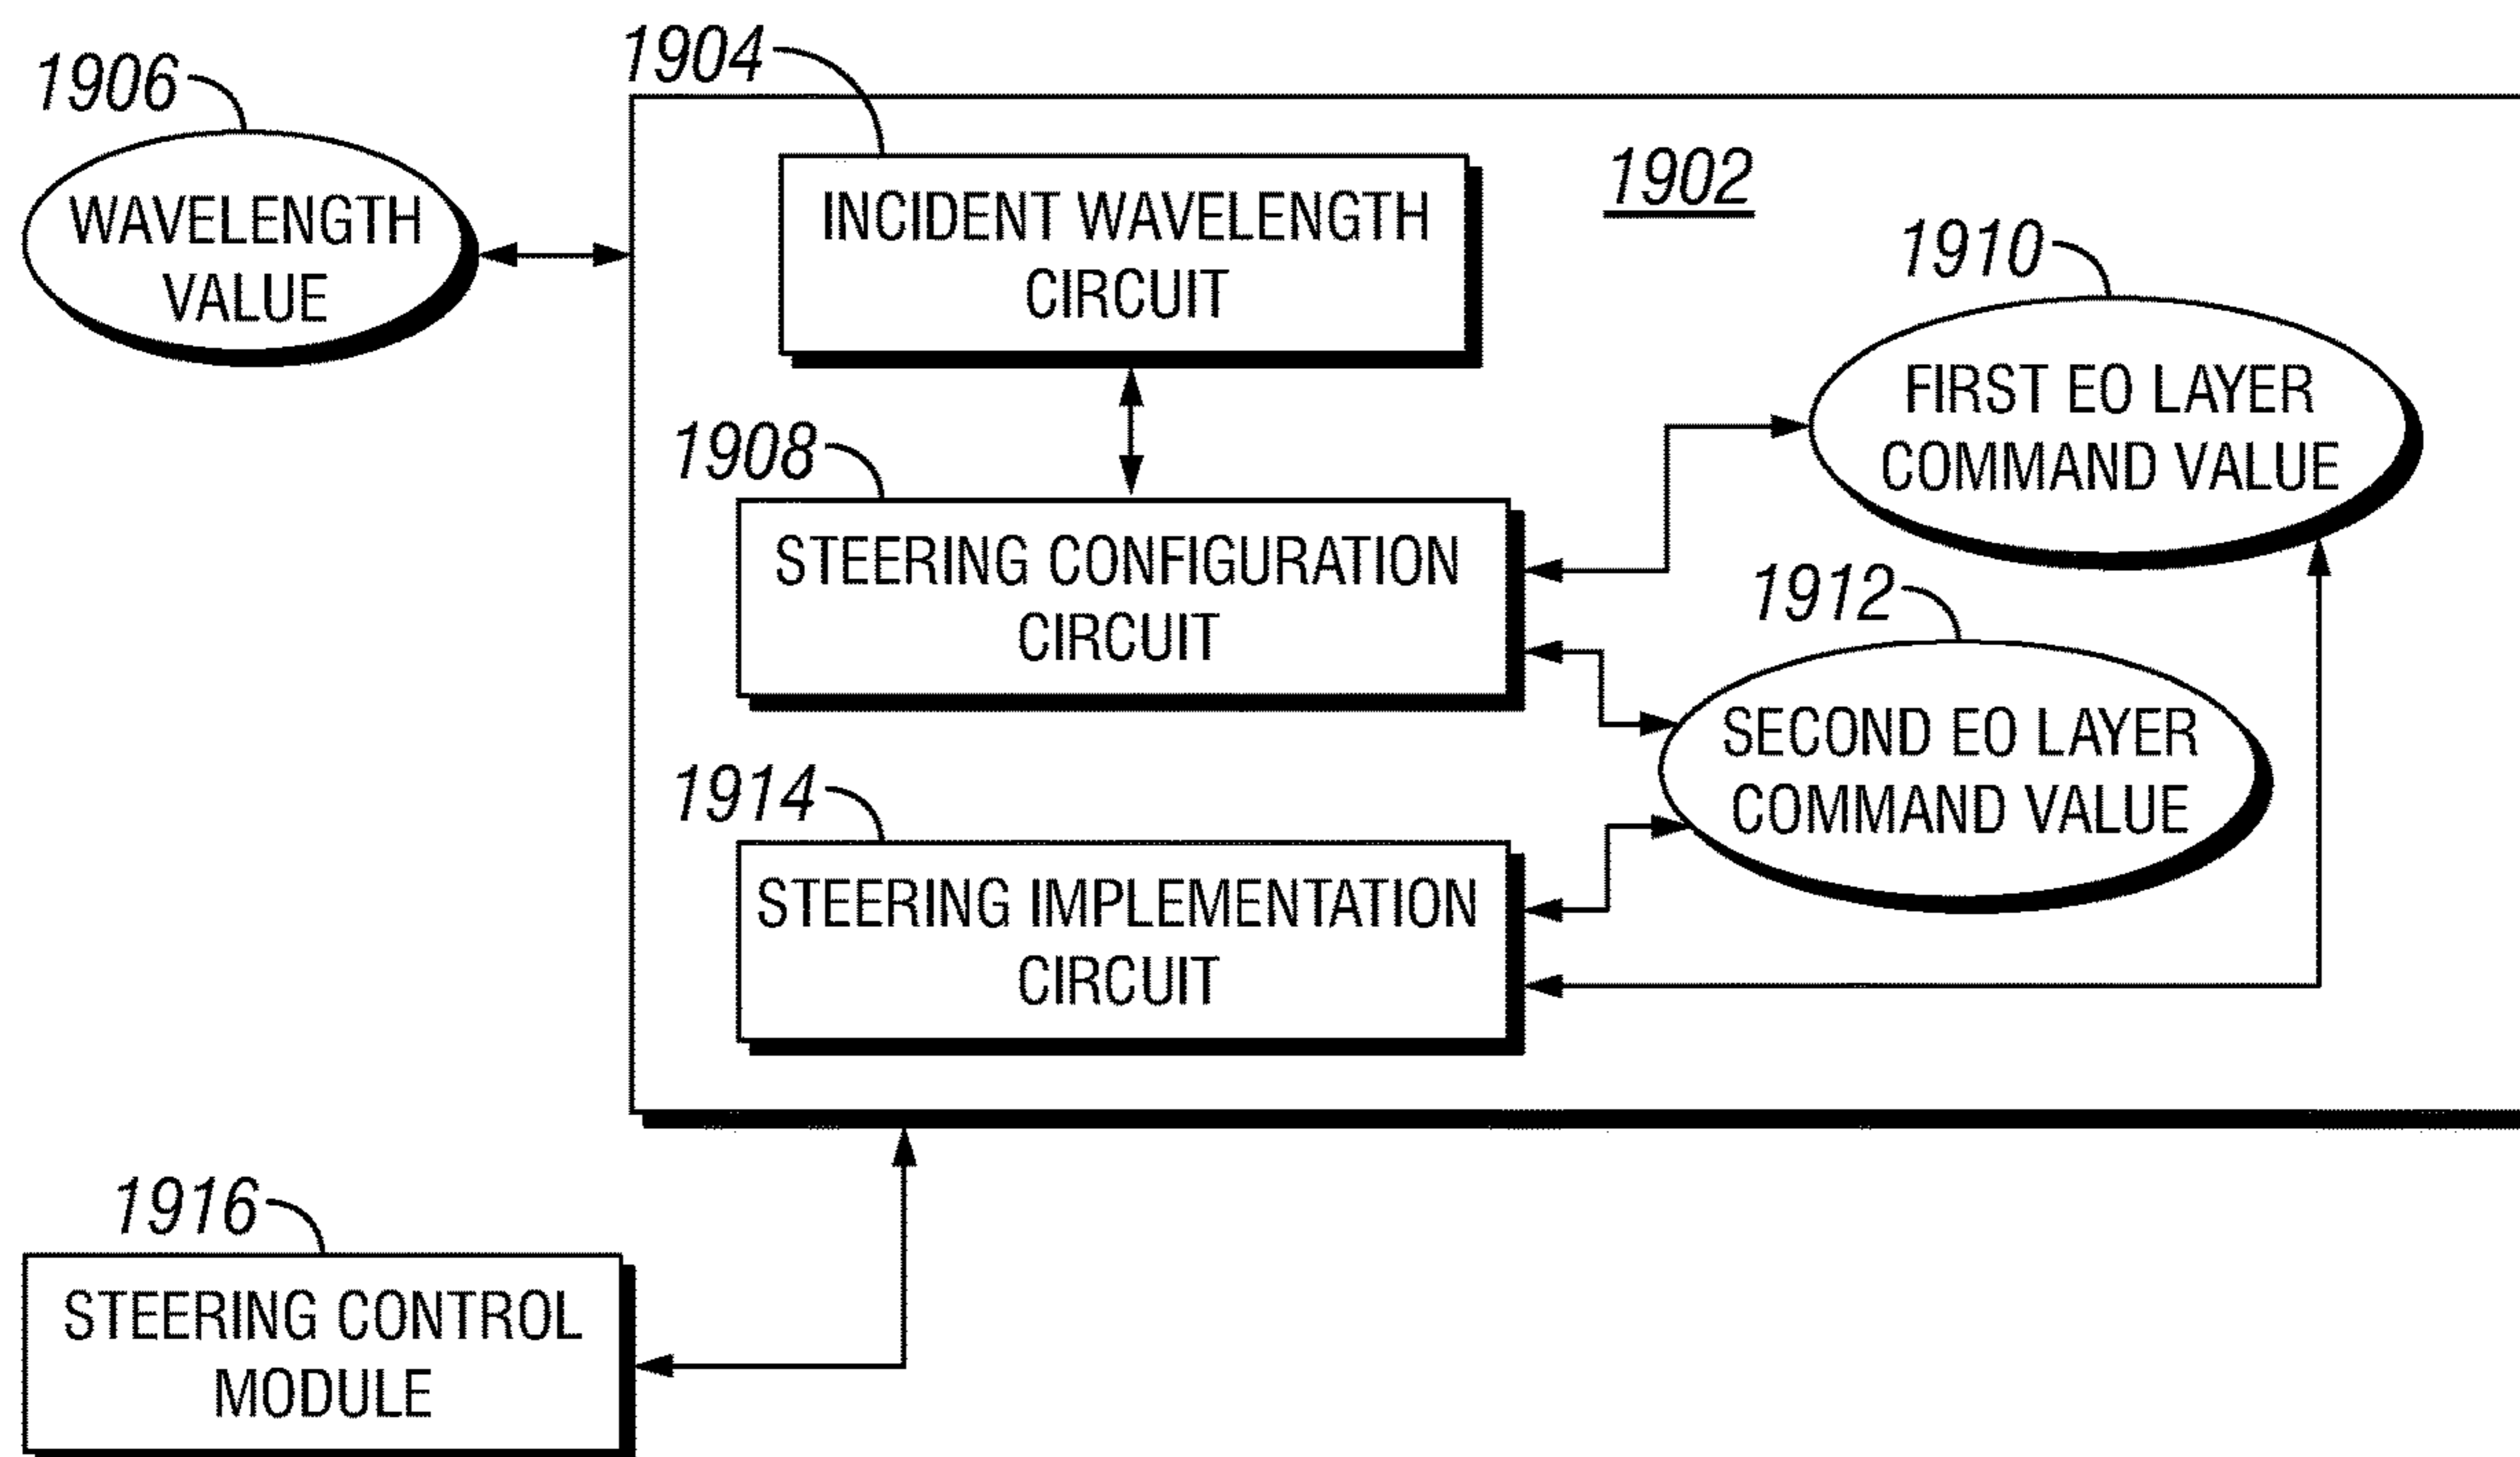 1904
1906
WAVELENGTH
VALUE
INCIDENT WAVELENGTH
CIRCUIT
1902
1910
FIRST EO LAYER
COMMAND VALUE
1908
STEERING CONFIGURATION
CIRCUIT
1912
SECOND EO LAYER
COMMAND VALUE
1914
STEERING IMPLEMENTATION
CIRCUIT
1916
STEERING CONTROL
MODULE